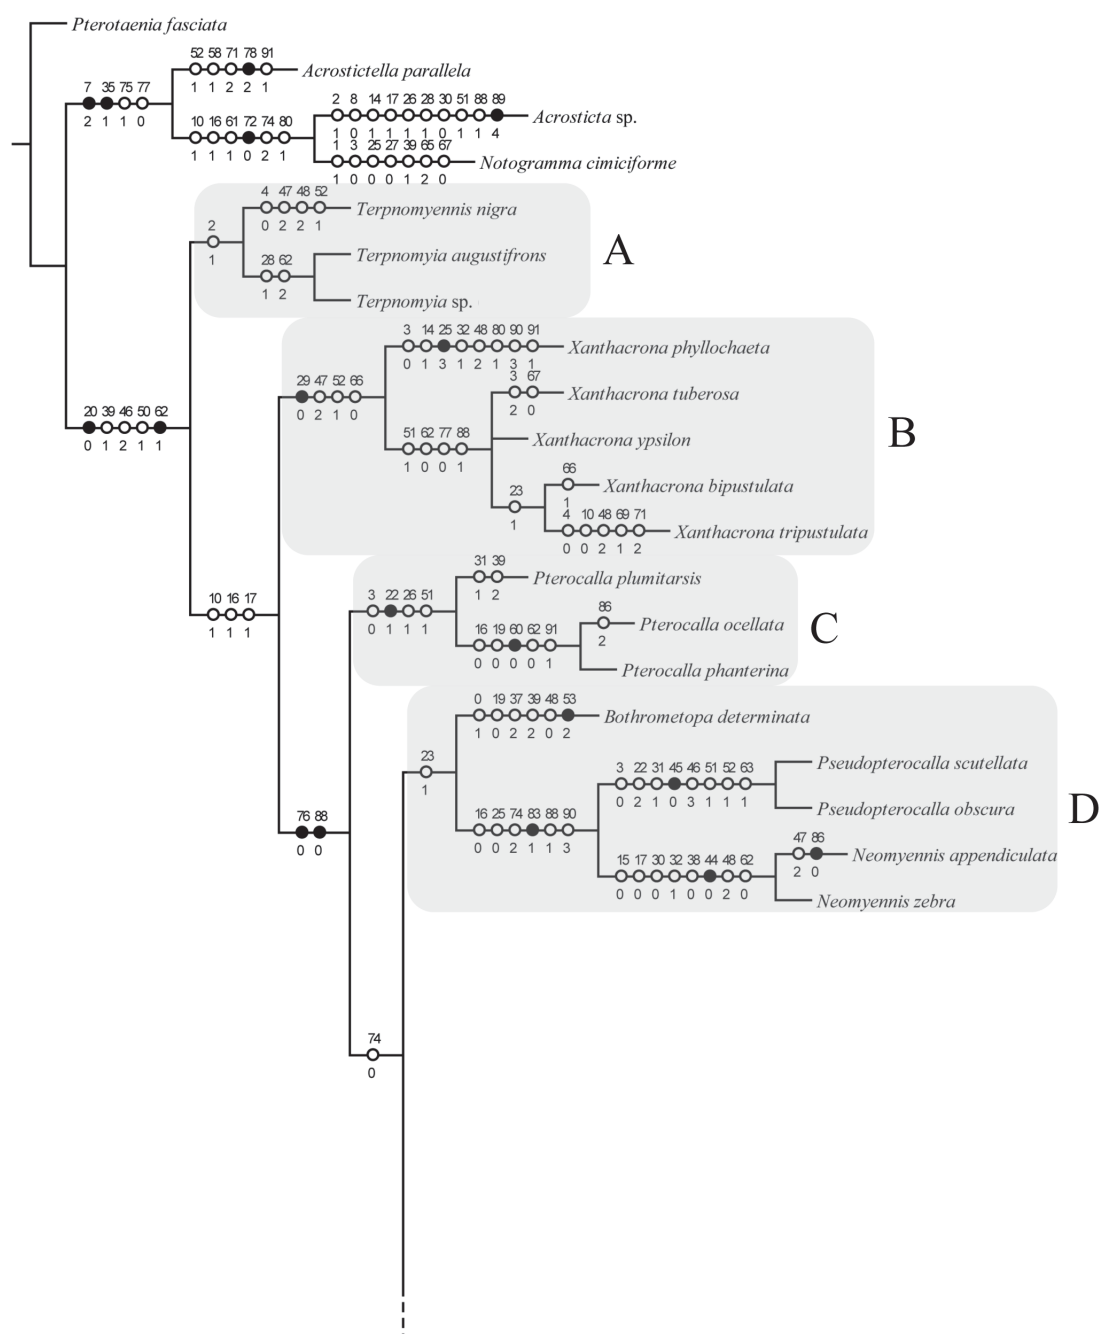 Pterotaenia fasciata
52 58 71 78 91
1 1 2 2 1
Acrostictella parallela
7 35 75 77
2 1 1 0
2 8 14 17 26 28 30 51 88 89
1 0 1 1 1 1 0 1 1 4
Acrosticta sp.
10 16 61 72 74 80
1 1 1 0 2 1
1 3 25 27 39 65 67
1 0 0 0 1 2 0
Notogramma cimiciforme
4 47 48 52
0 2 2 1
Terpnomyennis nigra
2
1
A
Terpnomyia augustifrons
28 62
1 2
Terpnomyia sp.
3 14 25 32 48 80 90 91
0 1 3 1 2 1 3 1
Xanthacrona phyllochaeta
29 47 52 66
0 2 1 0
3 67
2 0
Xanthacrona tuberosa
20 39 46 50 62
0 1 2 1 1
51 62 77 88
1 0 0 1
Xanthacrona ypsilon
B
66
1
Xanthacrona bipustulata
23
1
4 10 48 69 71
0 0 2 1 2
Xanthacrona tripustulata
31 39
1 2
Pterocalla plumitarsis
10 16 17
1 1 1
3 22 26 51
0 1 1 1
86
2
Pterocalla ocellata
C
16 19 60 62 91
0 0 0 0 1
Pterocalla phanterina
0 19 37 39 48 53
1 0 2 2 0 2
Bothrometopa determinata
23
1
Pseudopterocalla scutellata
3 22 31 45 46 51 52 63
0 2 1 0 3 1 1 1
Pseudopterocalla obscura
D
76 88
0 0
16 25 74 83 88 90
0 0 2 1 1 3
47 86
2 0
Neomyennis appendiculata
15 17 30 32 38 44 48 62
0 0 0 1 0 0 2 0
Neomyennis zebra
74
0